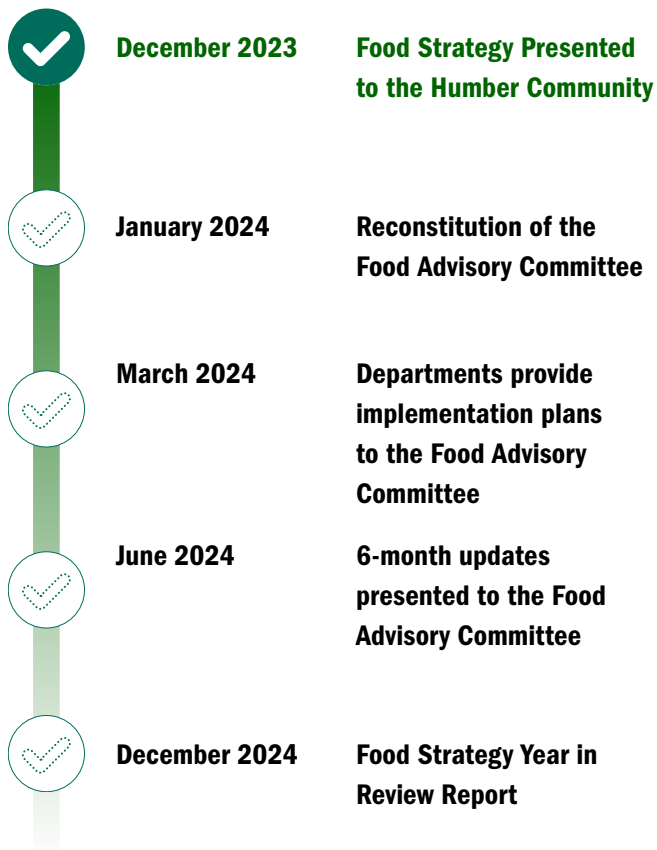 December 2023
Food Strategy Presented
to the Humber Community
January 2024
Reconstitution of the
Food Advisory Committee
March 2024
Departments provide
implementation plans
to the Food Advisory
Committee
June 2024
6-month updates
presented to the Food
Advisory Committee
December 2024
Food Strategy Year in
Review Report